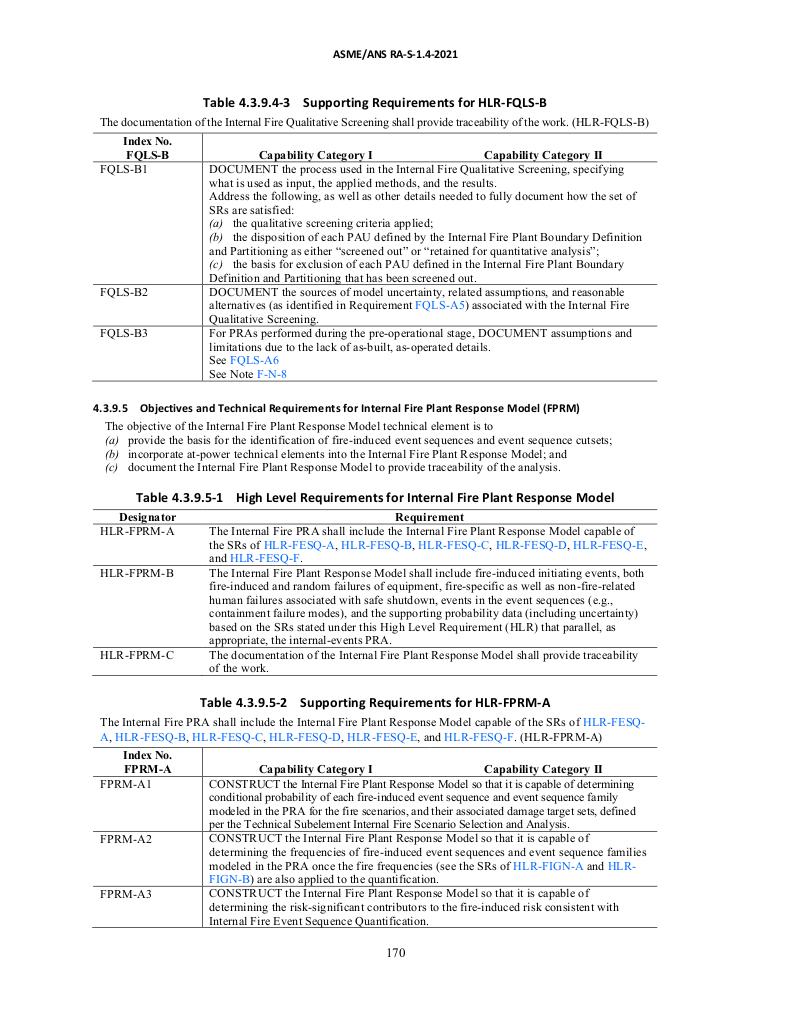 ASME/ANS RA-S-1.4-2021
Table 4.3.9.4-3 Supporting Requirements for HLR-FQLS-B
The documentation of the Internal Fire Qualitative Screening shall provide traceability of the work. (HLR-FQLS-B)
Index No.
FQLS-B Capability Category I Capability Category II
FQLS-B1 DOCUMENT the process used in the Internal Fire Qualitative Screening, specifying
what is used as input, the applied methods, and the results.
Address the following, as well as other details needed to fully document how the set of
SRs are satisfied:
(a) the qualitative screening criteria applied;
(b) the disposition of each PAU defined by the Internal Fire Plant Boundary Definition
and Partitioning as either “screened out” or “retained for quantitative analysis”;
(c) the basis for exclusion of each PAU defined in the Internal Fire Plant Boundary
Definition and Partitioning that has been screened out.
FQLS-B2 DOCUMENT the sources of model uncertainty, related assumptions, and reasonable
alternatives (as identified in Requirement FQLS-A5) associated with the Internal Fire
Qualitative Screening.
FQLS-B3 For PRAs performed during the pre-operational stage, DOCUMENT assumptions and
limitations due to the lack of as-built, as-operated details.
See FQLS-A6
See Note F-N-8
4.3.9.5 Objectives and Technical Requirements for Internal Fire Plant Response Model (FPRM)
The objective of the Internal Fire Plant Response Model technical element is to
(a) provide the basis for the identification of fire-induced event sequences and event sequence cutsets;
(b) incorporate at-power technical elements into the Internal Fire Plant Response Model; and
(c) document the Internal Fire Plant Response Model to provide traceability of the analysis.
Table 4.3.9.5-1 High Level Requirements for Internal Fire Plant Response Model
Designator Requirement
HLR-FPRM-A The Internal Fire PRA shall include the Internal Fire Plant Response Model capable of
the SRs of HLR-FESQ-A, HLR-FESQ-B, HLR-FESQ-C, HLR-FESQ-D, HLR-FESQ-E,
and HLR-FESQ-F.
HLR-FPRM-B The Internal Fire Plant Response Model shall include fire-induced initiating events, both
fire-induced and random failures of equipment, fire-specific as well as non-fire-related
human failures associated with safe shutdown, events in the event sequences (e.g.,
containment failure modes), and the supporting probability data (including uncertainty)
based on the SRs stated under this High Level Requirement (HLR) that parallel, as
appropriate, the internal-events PRA.
HLR-FPRM-C The documentation of the Internal Fire Plant Response Model shall provide traceability
of the work.
Table 4.3.9.5-2 Supporting Requirements for HLR-FPRM-A
The Internal Fire PRA shall include the Internal Fire Plant Response Model capable of the SRs of HLR-FESQ-
A, HLR-FESQ-B, HLR-FESQ-C, HLR-FESQ-D, HLR-FESQ-E, and HLR-FESQ-F. (HLR-FPRM-A)
Index No.
FPRM-A Capability Category I Capability Category II
FPRM-A1 CONSTRUCT the Internal Fire Plant Response Model so that it is capable of determining
conditional probability of each fire-induced event sequence and event sequence family
modeled in the PRA for the fire scenarios, and their associated damage target sets, defined
per the Technical Subelement Internal Fire Scenario Selection and Analysis.
FPRM-A2 CONSTRUCT the Internal Fire Plant Response Model so that it is capable of
determining the frequencies of fire-induced event sequences and event sequence families
modeled in the PRA once the fire frequencies (see the SRs of HLR-FIGN-A and HLR-
FIGN-B) are also applied to the quantification.
FPRM-A3 CONSTRUCT the Internal Fire Plant Response Model so that it is capable of
determining the risk-significant contributors to the fire-induced risk consistent with
Internal Fire Event Sequence Quantification.
170